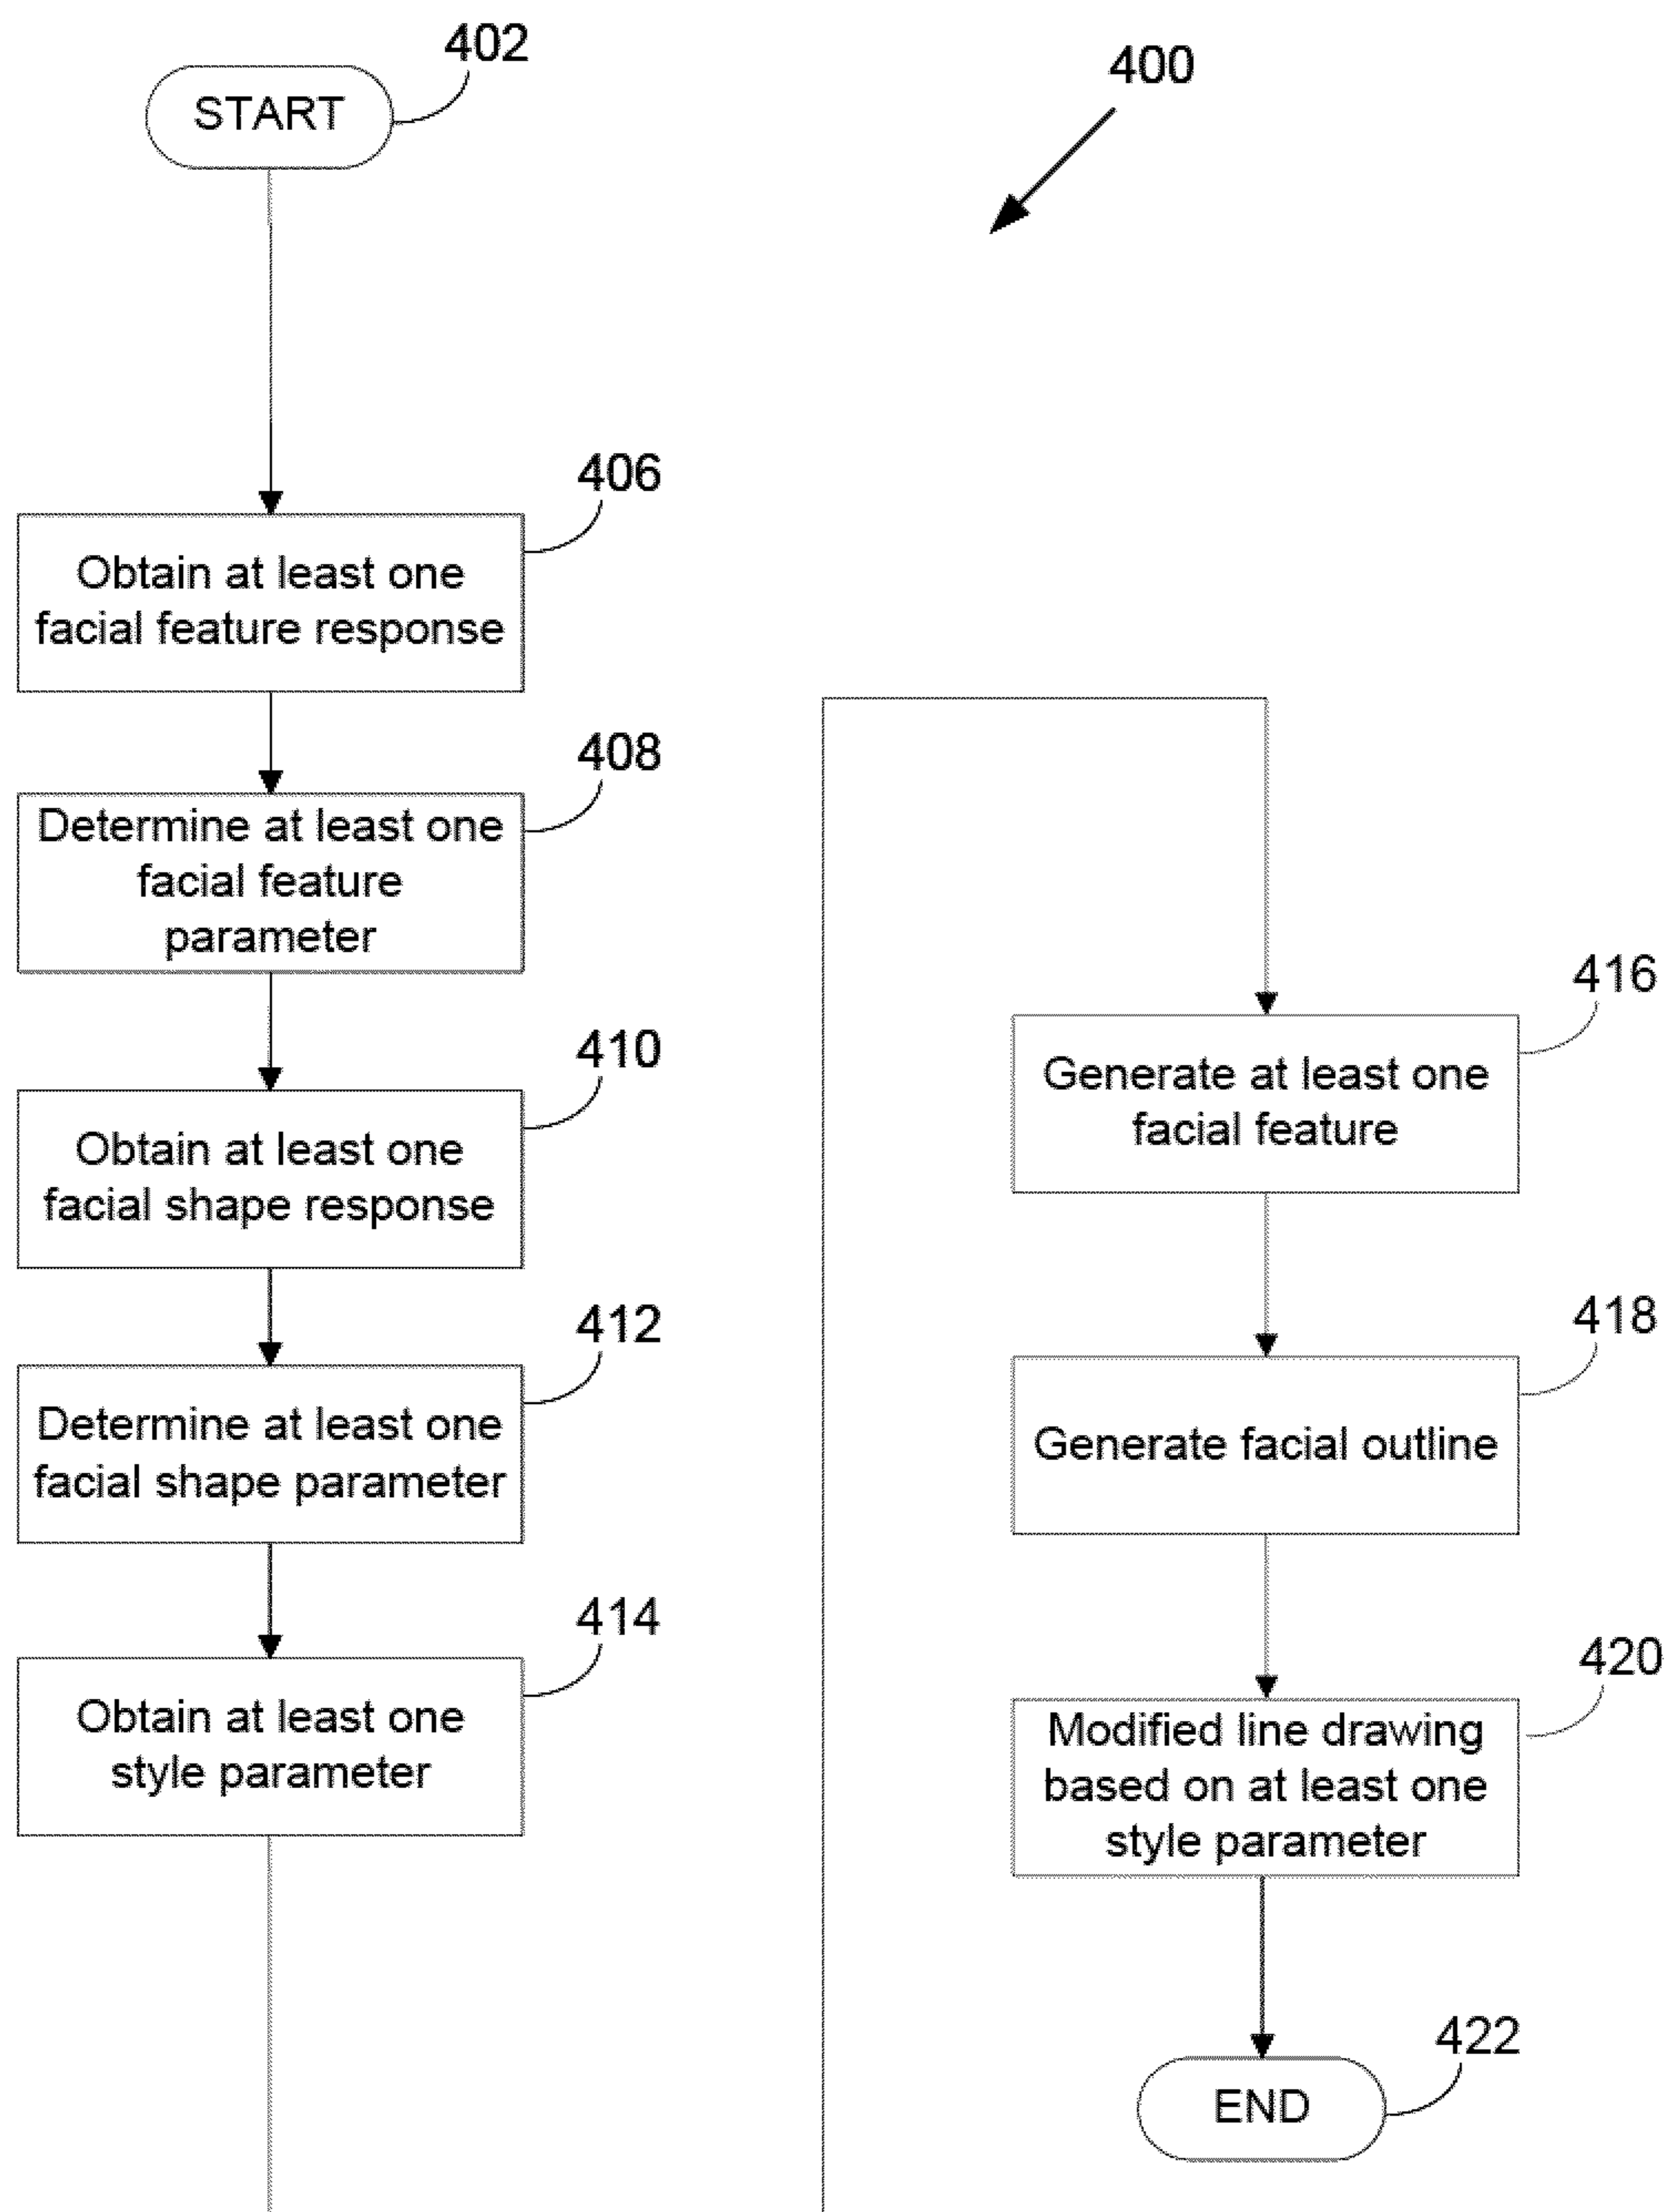 402
START
400
406
Obtain at least one
facial feature response
408
Determine at least one
facial feature
parameter
410
Obtain at least one
facial shape response
412
Determine at least one
facial shape parameter
414
Obtain at least one
style parameter
416
Generate at least one
facial feature
418
Generate facial outline
420
Modified line drawing
based on at least one
style parameter
422
END